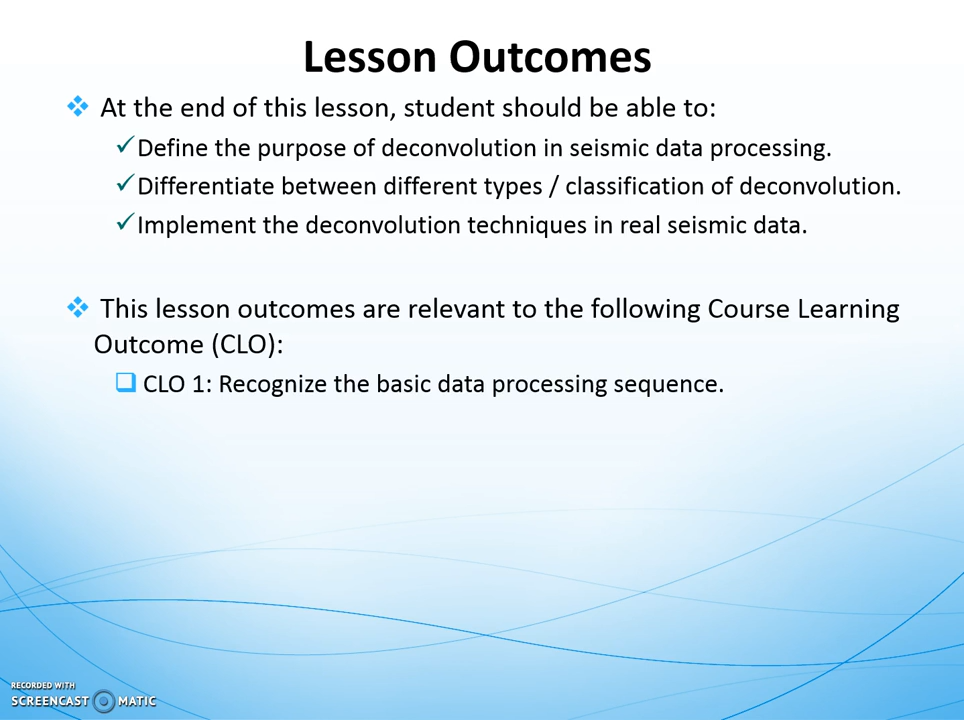 Lesson Outcomes
At the end of this lesson, student should be able to:
Define the purpose of deconvolution in seismic data processing.
Differentiate between different types / classification of deconvolution.
Implement the deconvolution techniques in real seismic data.
This lesson outcomes are relevant to the following Course Learning
Outcome (CLO):
CLO 1: Recognize the basic data processing sequence.
RECORDED WITH
SCREENCAST MATIC